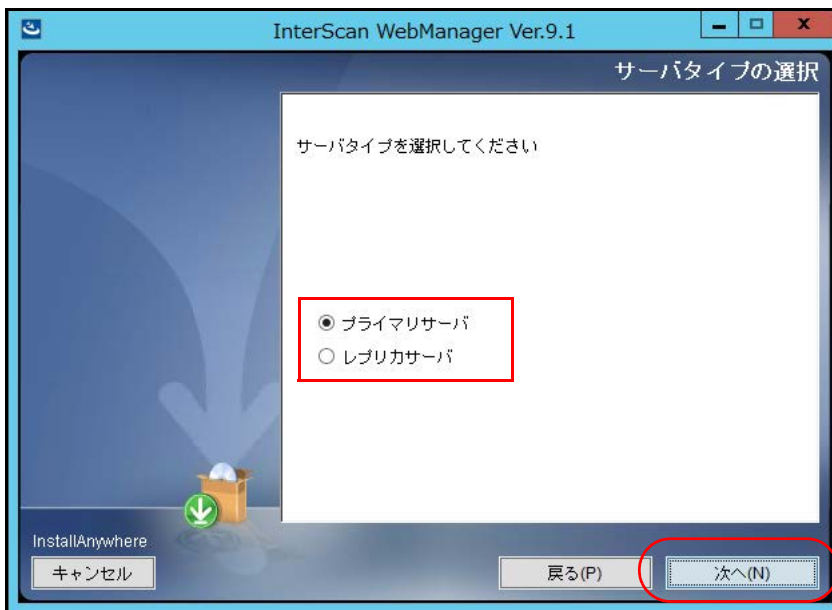 InterScan WebManager Ver.9.1
サーバタイプの選択
サーバタイプを選択してください
プライマリサーバ
レプリカサーバ
InstallAnywhere
キャンセル
戻る(P)
次へ(N)